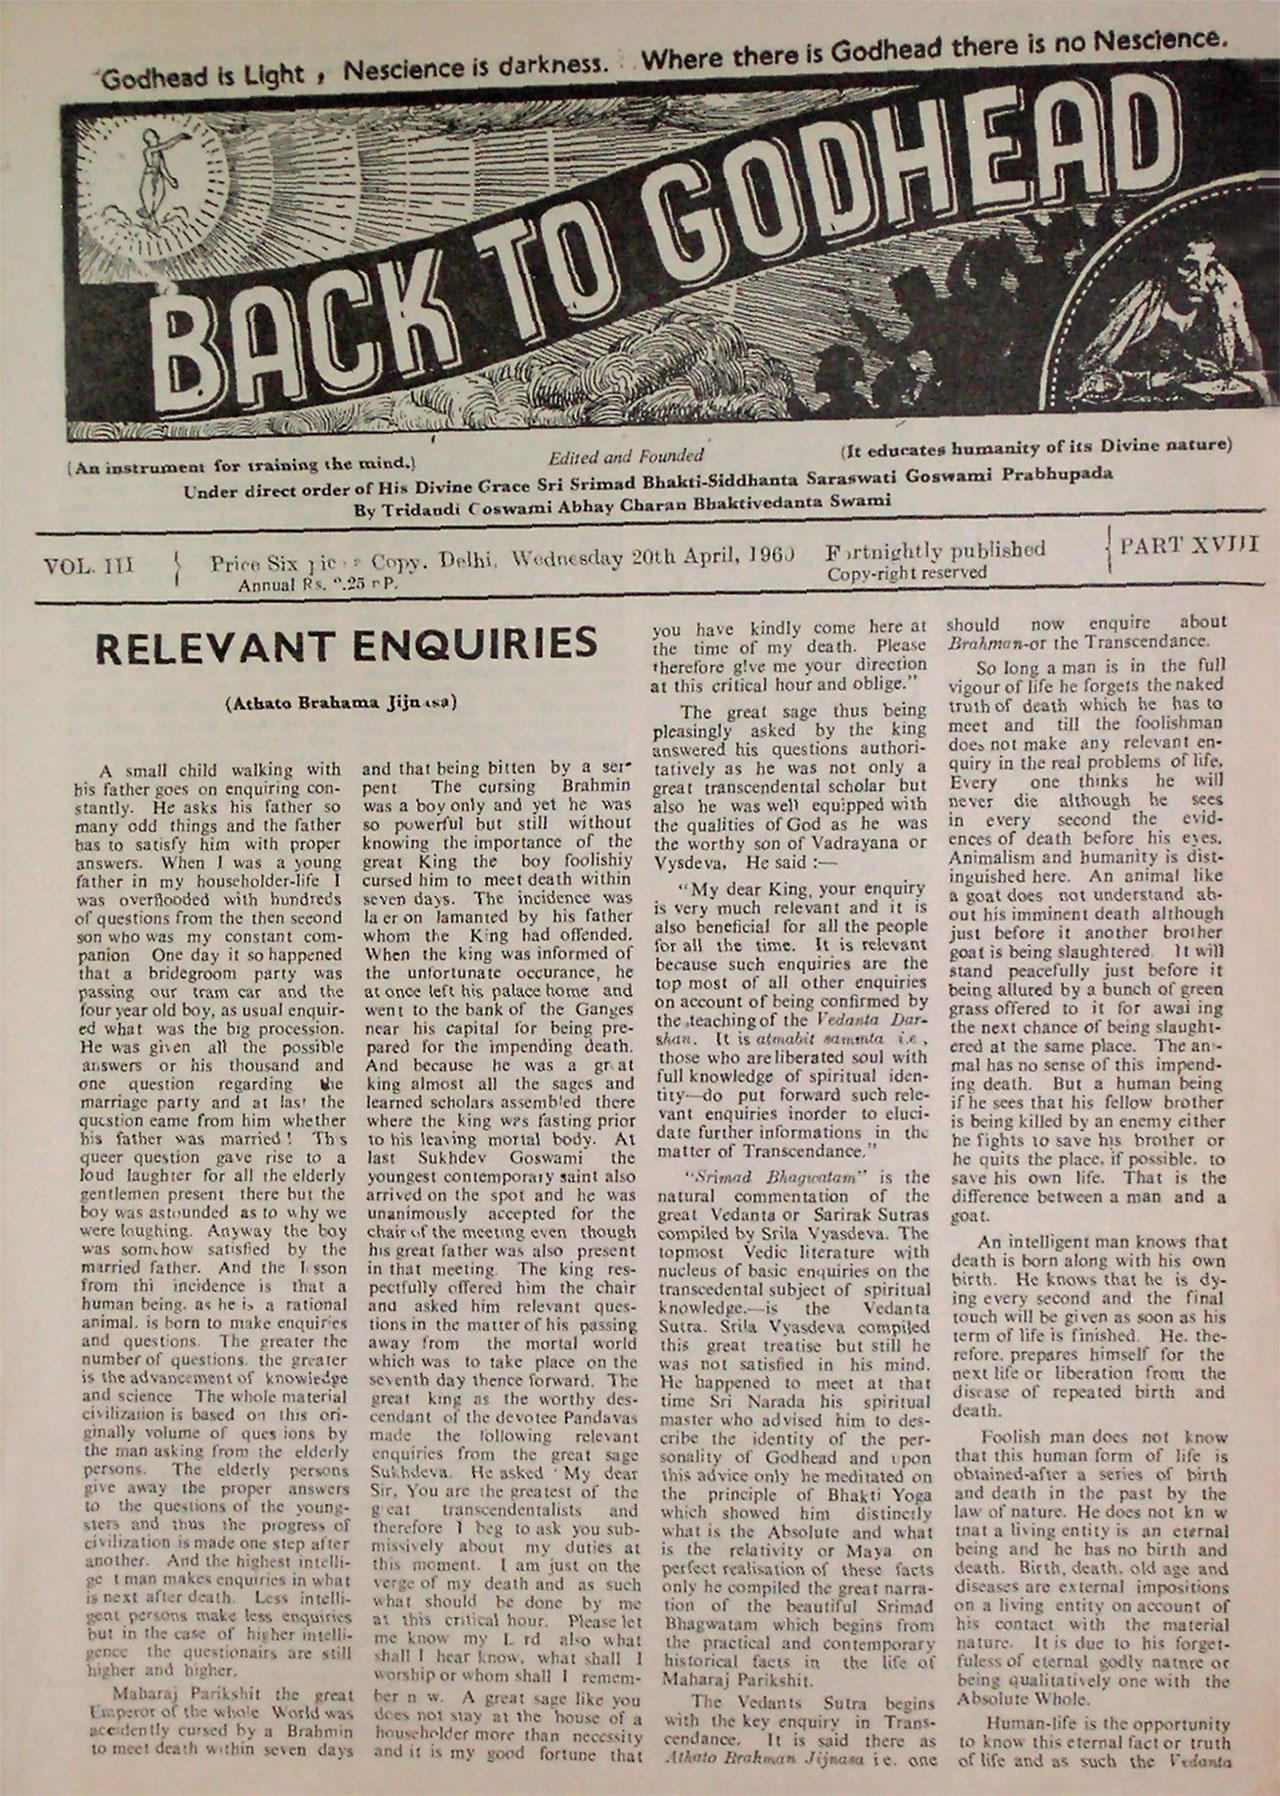 Godhead is Light, Nescience is darkness. Where there is Godhead there is no Nescience.
BACK TO GODHEAD
(An instrument for training the mind.)
Edited and Founded
(It educates humanity of its Divine nature)
Under direct order of His Divine Grace Sri Srimad Bhakti-Siddhanta Saraswati Goswami Prabhupada
By Tridandi Goswami Abhay Charan Bhaktivedanta Swami
VOL. III
Price Six Copy. Delhi, Wednesday 20th April, 1960
Annual Rs. .25 P.
Fortnightly published
Copy-right reserved
PART XVIII
RELEVANT ENQUIRIES
(Athato Brahama Jijnasa)
A small child walking with
his father goes on enquiring con-
stantly. He asks his father so
many odd things and the father
has to satisfy him with proper
answers. When I was a young
father in my householder-life I
was overflooded with hundreds
of questions from the then second
son who was my constant com-
panion One day it so happened
that a bridegroom party was
passing our tram car and the
four year old boy, as usual enquir-
ed what was the big procession.
He was given all the possible
answers or his thousand and
one question regarding the
marriage party and at last the
question came from him whether
his father was married! This
queer question gave rise to a
loud laughter for all the elderly
gentlemen present there but the
boy was astounded as to why we
were loughing. Anyway the boy
was somehow satisfied by the
married father. And the lesson
from thi incidence is that a
human being. as he is a rational
animal. is born to make enquiries
and questions. The greater the
number of questions. the greater
is the advancement of knowledge
and science The whole material
civilization is based on this ori-
ginally volume of ques ions by
the man asking from the elderly
persons. The elderly persons
give away the proper answers
to the questions of the young-
sters and thus the progress of
civilization is made one step after
another. And the highest intelli-
ge t man makes enquiries in what
is next after death. Less intelli-
gent persons make less enquiries
but in the case of higher intelli-
gence the questionairs are still
higher and higher.
Maharaj Parikshit the great
Emperor of the whole World was
accidently cursed by a Brahmin
to meet death within seven days
and that being bitten by a ser-
pent The cursing Brahmin
was a boy only and yet he was
so powerful but still without
knowing the importance of the
great King the boy foolishiy
cursed him to meet death within
seven days. The incidence was
la er on lamanted by his father
whom the King had offended.
When the king was informed of
the unfortunate occurance, he
at once left his palace home and
went to the bank of the Ganges
near his capital for being pre-
pared for the impending death.
And because he was a great
king almost all the sages and
learned scholars assembled there
where the king was fasting prior
to his leaving mortal body. At
last Sukhdev Goswami the
youngest contemporary saint also
arrived on the spot and he was
unanimously accepted for the
chair of the meeting even though
his great father was also present
in that meeting. The king res-
pectfully offered him the chair
and asked him relevant ques-
tions in the matter of his passing
away from the mortal world
which was to take place on the
seventh day thence forward. The
great king as the worthy des-
cendant of the devotee Pandavas
made the following relevant
enquiries from the great sage
Sukhdeva. He asked ' My dear
Sir, You are the greatest of the
great transcendentalists and
therefore I beg to ask you sub-
missively about my duties at
this moment. I am just on the
verge of my death and as such
what should be done by me
at this critical hour. Please let
me know my L rd also what
shall I hear know, what shall I
worship or whom shall I remem-
ber n w. A great sage like you
does not stay at the house of a
householder more than necessity
and it is my good fortune that
you have kindly come here at
the time of my death. Please
therefore give me your direction
at this critical hour and oblige."
The great sage thus being
pleasingly asked by the king
answered his questions authori-
tatively as he was not only a
great transcendental scholar but
also he was well equipped with
the qualities of God as he was
the worthy son of Vadrayana or
Vysdeva. He said :—
"My dear King, your enquiry
is very much relevant and it is
also beneficial for all the people
for all the time. It is relevant
because such enquiries are the
top most of all other enquiries
on account of being confirmed by
the teaching of the Vedanta Dar-
shan. It is atmabit sammta i.e,
those who are liberated soul with
full knowledge of spiritual iden-
tity—do put forward such rele-
vant enquiries inorder to eluci-
date further informations in the
matter of Transcendance."
"Srimad Bhagwatam" is the
natural commentation of the
great Vedanta or Sarirak Sutras
compiled by Srila Vyasdeva. The
topmost Vedic literature with
nucleus of basic enquiries on the
transcedental subject of spiritual
knowledge.—is the Vedanta
Sutra. Srila Vyasdeva compiled
this great treatise but still he
was not satisfied in his mind.
He happened to meet at that
time Sri Narada his spiritual
master who advised him to des-
cribe the identity of the per-
sonality of Godhead and upon
this advice only he meditated on
the principle of Bhakti Yoga
which showed him distinctly
what is the Absolute and what
is the relativity or Maya on
perfect realisation of these facts
only he compiled the great narra-
tion of the beautiful Srimad
Bhagwatam which begins from
the practical and contemporary
historical facts in the life of
Maharaj Parikshit.
The Vedants Sutra begins
with the key enquiry in Trans-
cendance. It is said there as
Athato Brahman Jijnasa i e. one
should now enquire about
Brahman-or the Transcendance.
So long a man is in the full
vigour of life he forgets the naked
truth of death which he has to
meet and till the foolishman
does not make any relevant en-
quiry in the real problems of life.
Every one thinks he will
never die although he sees
in every second the evid-
ences of death before his eyes.
Animalism and humanity is dist-
inguished here. An animal like
a goat does not understand ab-
out his imminent death although
just before it another brother
goat is being slaughtered. It will
stand peacefully just before it
being allured by a bunch of green
grass offered to it for awai ing
the next chance of being slaught-
ered at the same place. The ani-
mal has no sense of this impend-
ing death. But a human being
if he sees that his fellow brother
is being killed by an enemy either
he fights to save his brother or
he quits the place, if possible, to
save his own life. That is the
difference between a man and a
goat.
An intelligent man knows that
death is born along with his own
birth. He knows that he is dy-
ing every second and the final
touch will be given as soon as his
term of life is finished. He. the-
refore. prepares himself for the
next life or liberation from the
disease of repeated birth and
death.
Foolish man does not know
that this human form of life is
obtained-after a series of birth
and death in the past by the
law of nature. He does not kn w
that a living entity is an eternal
being and he has no birth and
death. Birth, death, old age and
diseases are external impositions
on a living entity on account of
his contact with the material
nature. It is due to his forget-
fuless of eternal godly natnre or
being qualitatively one with the
Absolute Whole.
Human-life is the opportunity
to know this eternal fact or truth
of life and as such the Vedanta